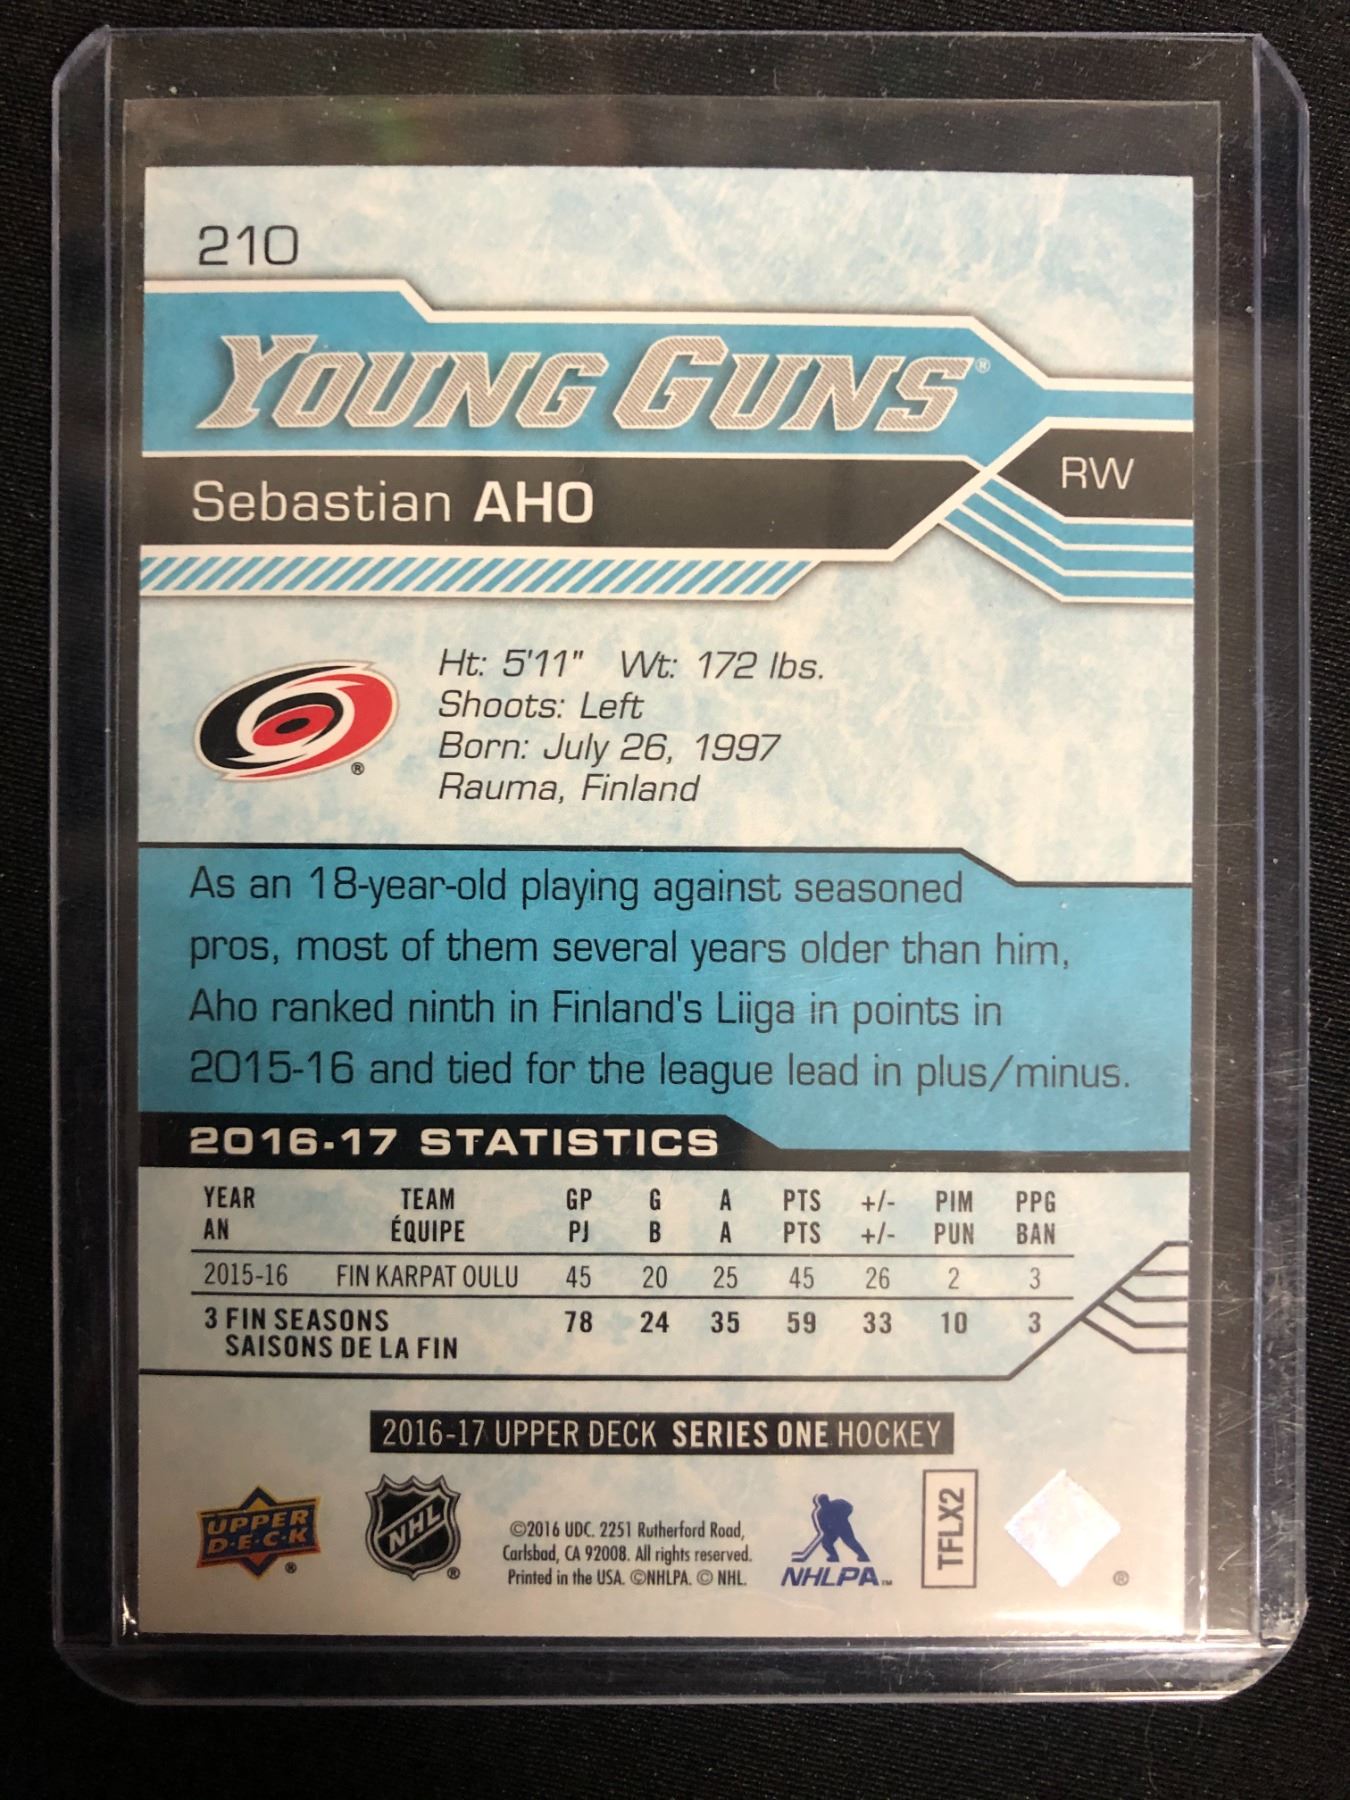 210
YOUNG GUNS®
RW
Sebastian AHO
Ht: 5'11" Wt: 172 lbs.
Shoots: Left
Born: July 26, 1997
Rauma, Finland
®
As an 18-year-old playing against seasoned
pros, most of them several years older than him,
Aho ranked ninth in Finland's Liiga in points in
2015-16 and tied for the league lead in plus/minus.
2016-17 STATISTICS
YEAR TEAM GP G A PTS +/- PIM PPG
AN ÉQUIPE PJ B A PTS +/- PUN BAN
2015-16 FIN KARPAT OULU 45 20 25 45 26 2 3
3 FIN SEASONS 78 24 35 59 33 10 3
SAISONS DE LA FIN
2016-17 UPPER DECK SERIES ONE HOCKEY
UPPER
D·E·C·K
®
NHL
®
©2016 UDC. 2251 Rutherford Road,
Carlsbad, CA 92008. All rights reserved.
Printed in the USA. ©NHLPA. © NHL.
NHLPA™
TFLX2
®